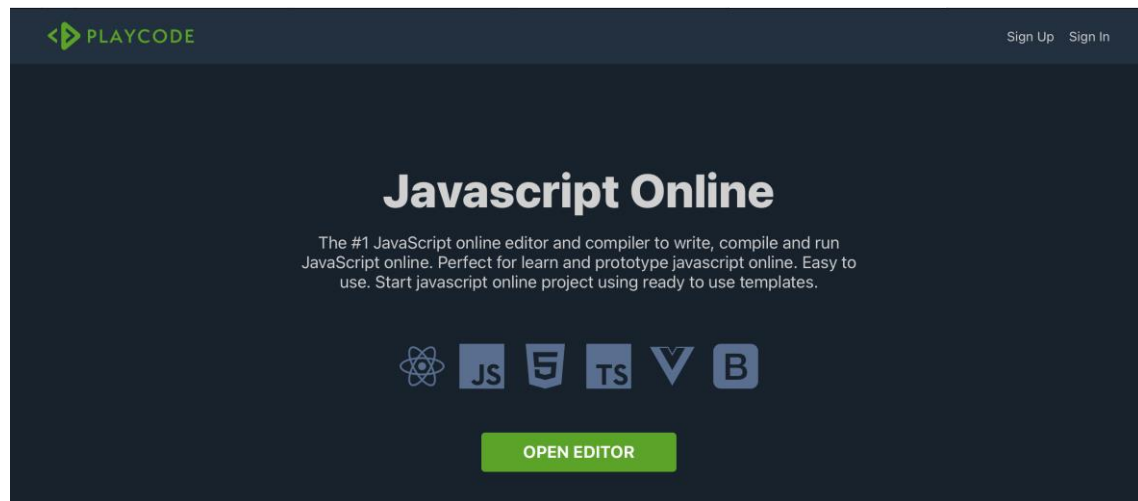 PLAYCODE
Sign Up Sign In
Javascript Online
The #1 JavaScript online editor and compiler to write, compile and run
JavaScript online. Perfect for learn and prototype javascript online. Easy to
use. Start javascript online project using ready to use templates.
JS 5 TS B
OPEN EDITOR